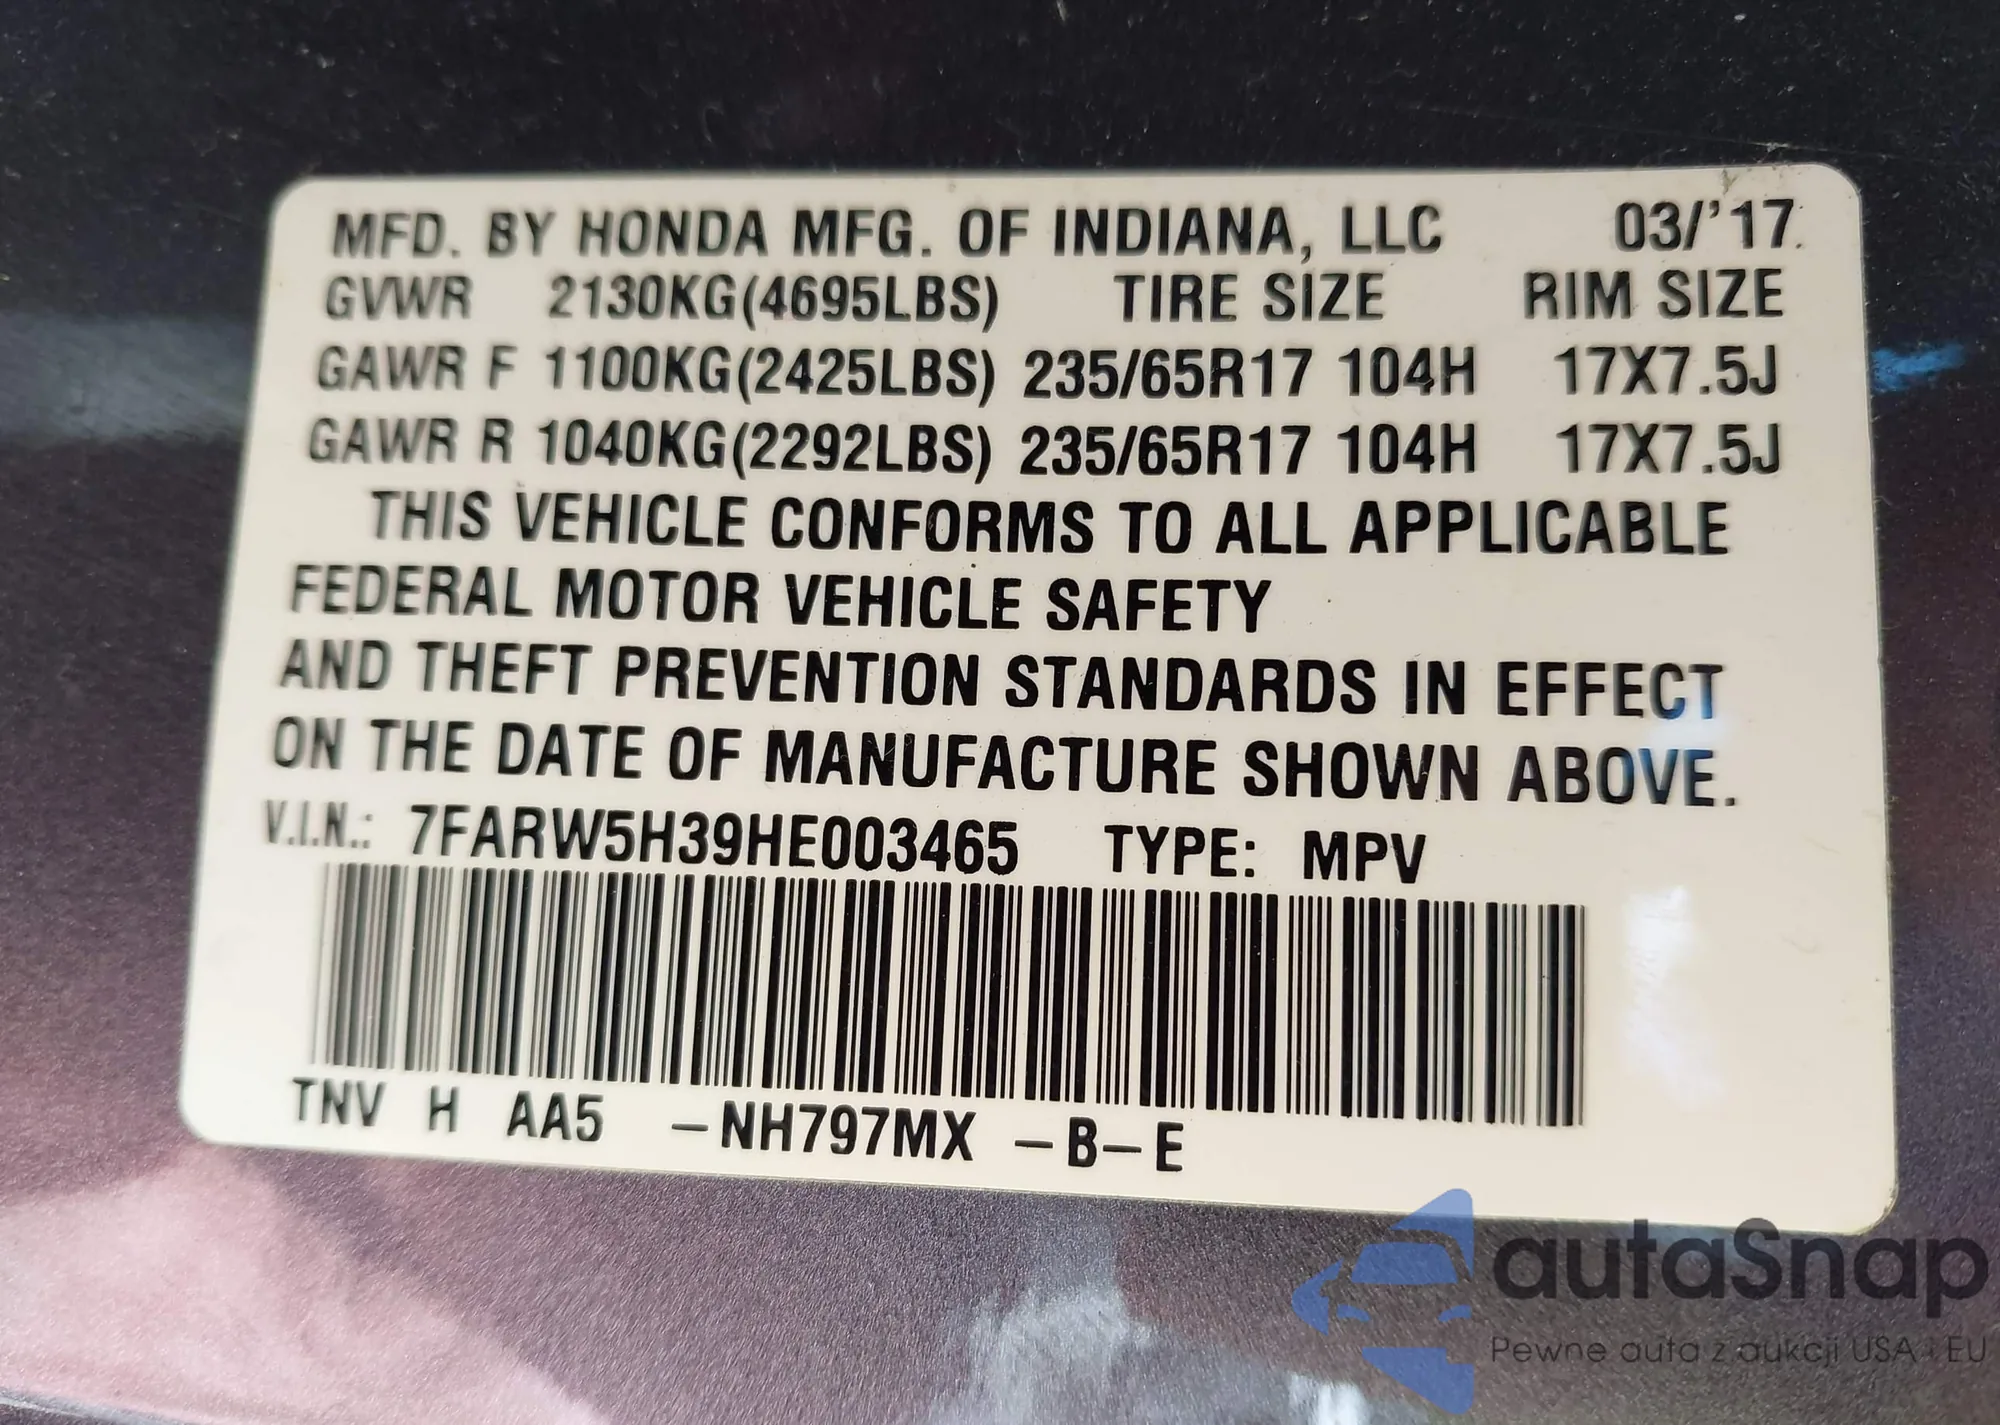 MFD. BY HONDA MFG. OF INDIANA, LLC 03/'17
GVWR 2130KG(4695LBS) TIRE SIZE RIM SIZE
GAWR F 1100KG(2425LBS) 235/65R17 104H 17X7.5J
GAWR R 1040KG(2292LBS) 235/65R17 104H 17X7.5J
THIS VEHICLE CONFORMS TO ALL APPLICABLE
FEDERAL MOTOR VEHICLE SAFETY
AND THEFT PREVENTION STANDARDS IN EFFECT
ON THE DATE OF MANUFACTURE SHOWN ABOVE.
V.I.N.: 7FARW5H39HE003465 TYPE: MPV
TNV H AA5 -NH797MX -B-E
autaSnap
Pewne auta z aukcji USA i EU